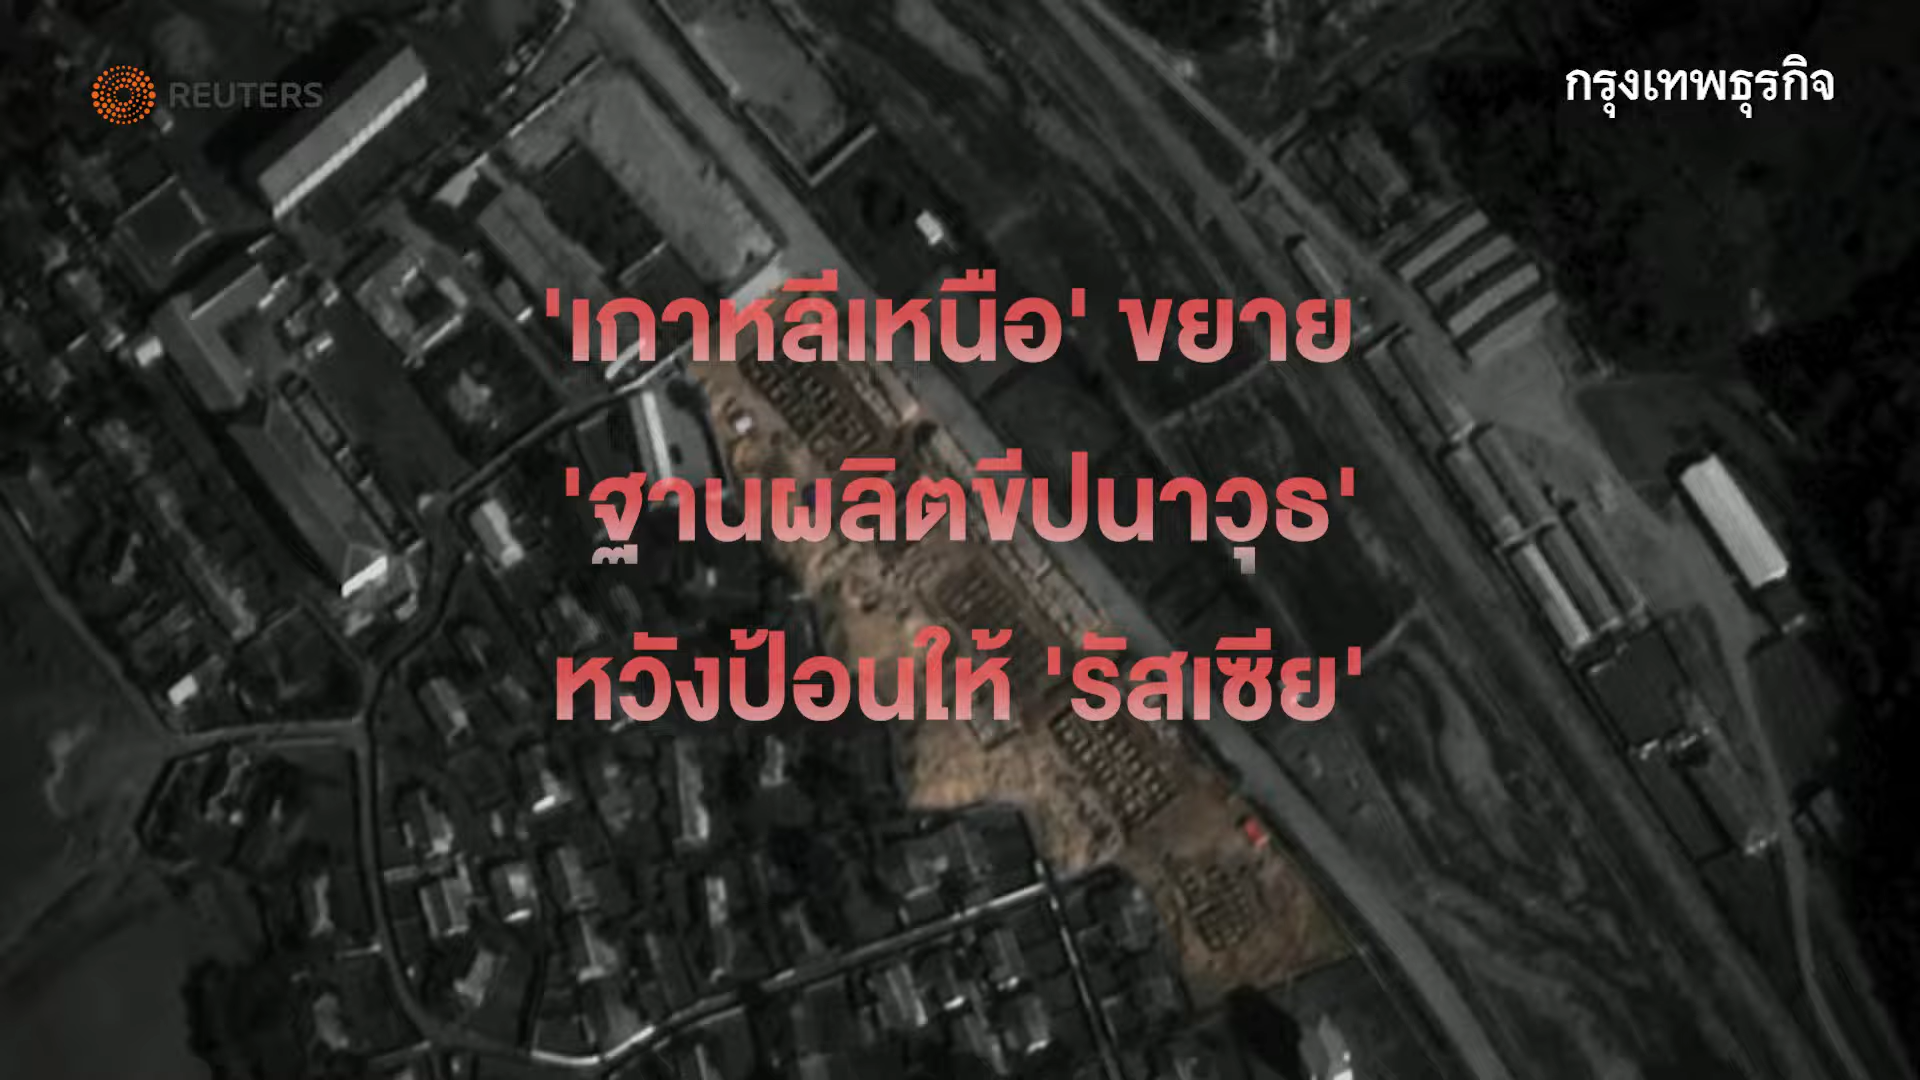 REUTERS
กรุงเทพธุรกิจ
'เกาหลีเหนือ' ขยาย
'ฐานผลิตขีปนาวุธ'
หวังป้อนให้ 'รัสเซีย'